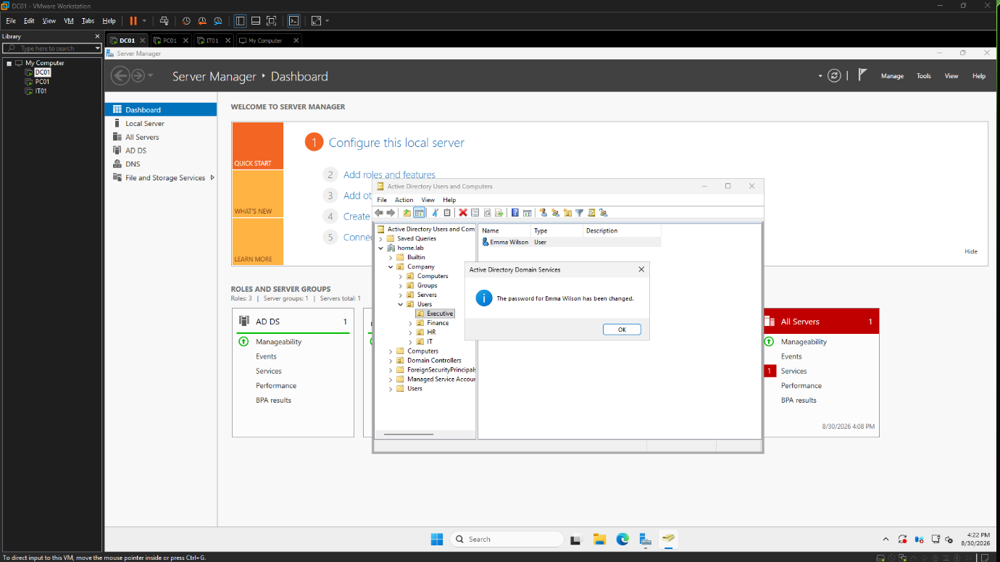 DC01 - VMware Workstation
File Edit View VM Tabs Help
Library
Type here to search
My Computer
DC01
PC01
IT01
DC01 PC01 IT01 My Computer
Server Manager
Server Manager Dashboard
Manage Tools View Help
Dashboard
Local Server
All Servers
AD DS
DNS
File and Storage Services
WELCOME TO SERVER MANAGER
QUICK START
WHAT'S NEW
LEARN MORE
1 Configure this local server
2 Add roles and features
3 Add ot
4 Create
5 Connec
Hide
ROLES AND SERVER GROUPS
Roles: 3 | Server groups: 1 | Servers total: 1
AD DS 1
Manageability
Events
Services
Performance
BPA results
Active Directory Users and Computers
File Action View Help
Active Directory Users and Com
Saved Queries
home.lab
Builtin
Company
Computers
Groups
Servers
Users
Executive
Finance
HR
IT
Computers
Domain Controllers
ForeignSecurityPrincipals
Managed Service Accour
Users
Name Type Description
Emma Wilson User
Active Directory Domain Services
The password for Emma Wilson has been changed.
OK
All Servers 1
Manageability
Events
1 Services
Performance
BPA results
8/30/2026 4:08 PM
Search
4:22 PM
8/30/2026
To direct input to this VM, move the mouse pointer inside or press Ctrl+G.